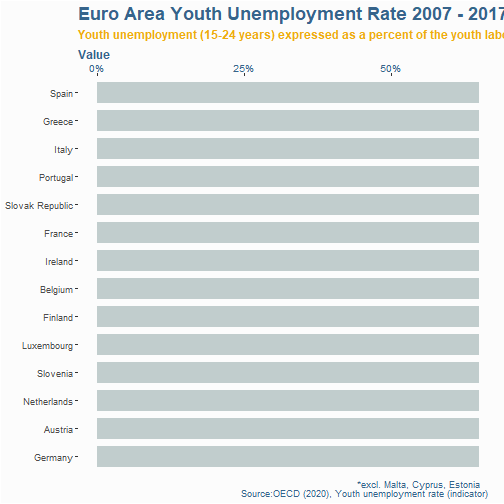 Euro Area Youth Unemployment Rate 2007 - 2017
Youth unemployment (15-24 years) expressed as a percent of the youth
Value
0% 25% 50%
Spain
Greece
Italy
Portugal
Slovak Republic
France
Ireland
Belgium
Finland
Luxembourg
Slovenia
Netherlands
Austria
Germany
*excl. Malta, Cyprus, Estonia
Source:OECD (2020), Youth unemployment rate (indicator)